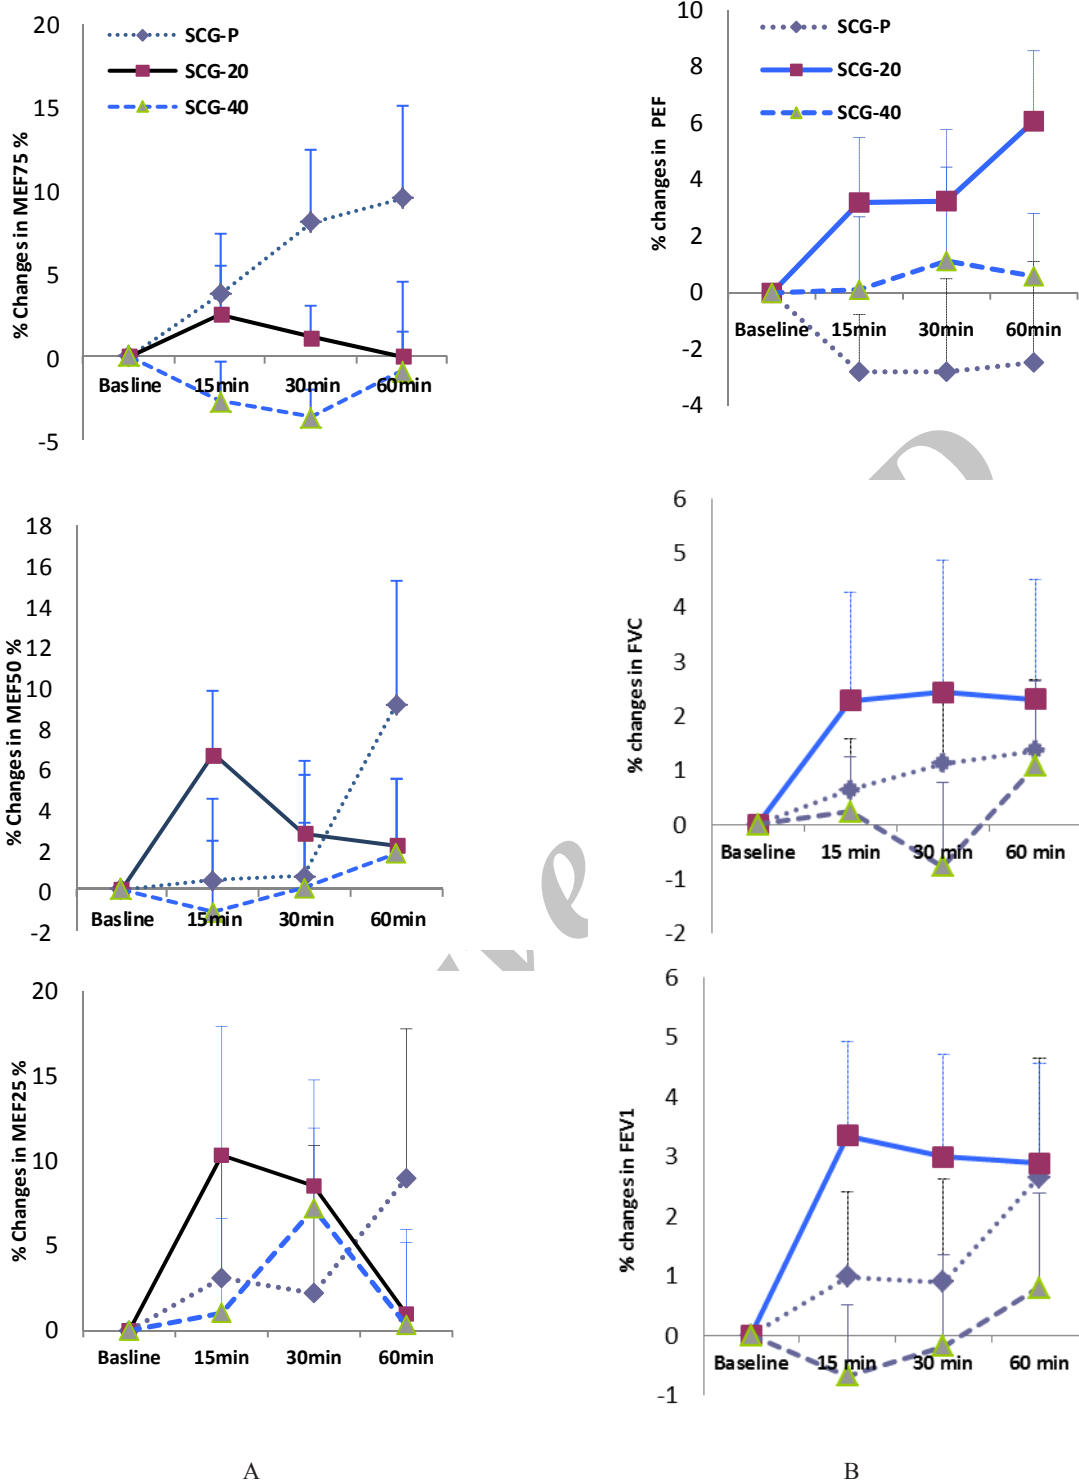 20
15
10
5
0
-5
% Changes in MEF75 %
SCG-P
SCG-20
SCG-40
Basline 15min 30min 60min
10
8
6
4
2
0
-2
-4
% changes in PEF
SCG-P
SCG-20
SCG-40
Baseline 15min 30min 60min
18
16
14
12
10
8
6
4
2
0
-2
% Changes in MEF50 %
Basline 15min 30min 60min
6
5
4
3
2
1
0
-1
-2
% changes in FVC
Baseline 15 min 30 min 60 min
20
15
10
5
0
% Changes in MEF25 %
Basline 15min 30min 60min
6
5
4
3
2
1
0
-1
% changes in FEV1
Baseline 15 min 30 min 60 min
A B